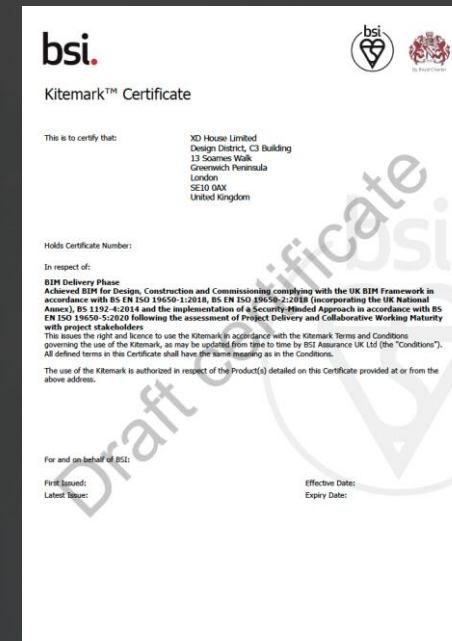 bsi.
bsi
By Royal Charter
Kitemark™ Certificate
This is to certify that:
XD House Limited
Design District, C3 Building
13 Soames Walk
Greenwich Peninsula
London
SE10 0AX
United Kingdom
Holds Certificate Number:
In respect of:
BIM Delivery Phase
Achieved BIM for Design, Construction and Commissioning complying with the UK BIM Framework in
accordance with BS EN ISO 19650-1:2018, BS EN ISO 19650-2:2018 (incorporating the UK National
Annex), BS 1192-4:2014 and the implementation of a Security-Minded Approach in accordance with BS
EN ISO 19650-5:2020 following the assessment of Project Delivery and Collaborative Working Maturity
with project stakeholders
This issues the right and licence to use the Kitemark in accordance with the Kitemark Terms and Conditions
governing the use of the Kitemark, as may be updated from time to time by BSI Assurance UK Ltd (the "Conditions").
All defined terms in this Certificate shall have the same meaning as in the Conditions.
The use of the Kitemark is authorized in respect of the Product(s) detailed on this Certificate provided at or from the
above address.
For and on behalf of BSI:
First Issued:
Effective Date:
Latest Issue:
Expiry Date:
Draft certificate
bsi